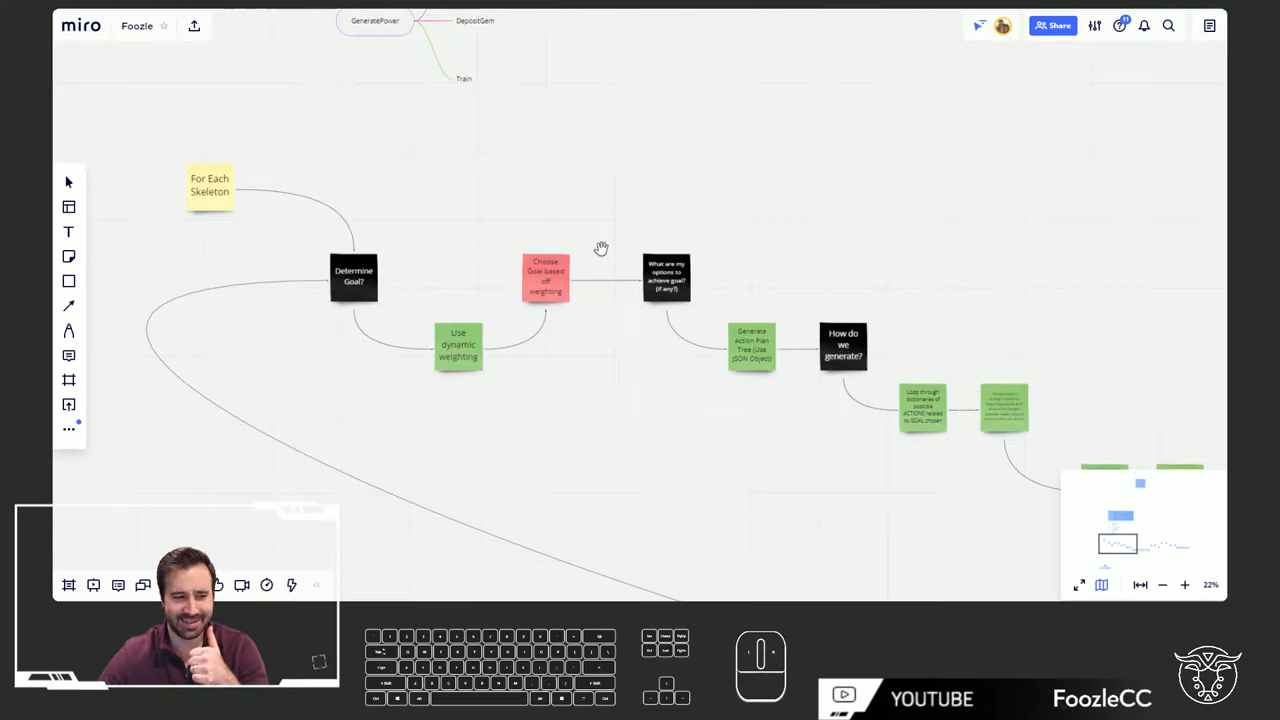 GeneratePower
DepositGem
miro
Foozle
Share
11
Train
For Each
Skeleton
Determine
Goal?
Choose
Goal based
off
weighting
What are my
options to
achieve goal?
(if any?)
Use
dynamic
weighting
Generate
Action Plan
Tree (Use
JSON Object)
How do
we
generate?
Loop through
dictionaries of
possible
ACTIONS related
to GOAL chosen
22%
YOUTUBE
FoozleCC